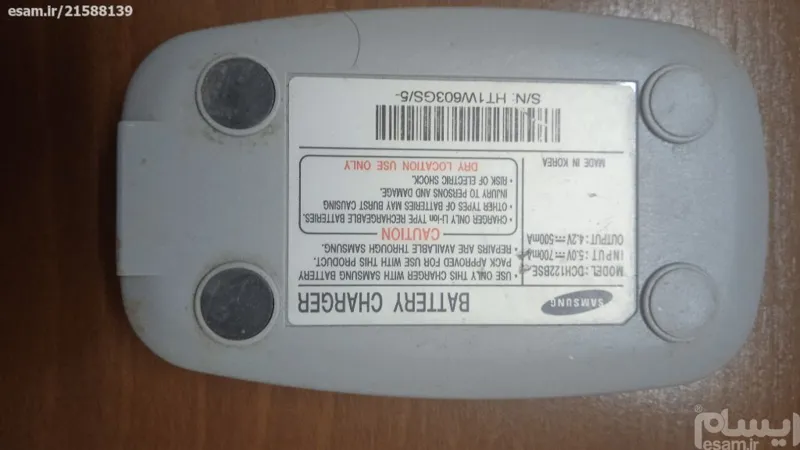 esam.ir/21588139
SAMSUNG
BATTERY CHARGER
MODEL:DCH122BSE
INPUT:5.0V⎓700mA
OUTPUT:4.2V⎓500mA
MADE IN KOREA
• USE ONLY THIS CHARGER WITH SAMSUNG BATTERY
PACK APPROVED FOR USE WITH THIS PRODUCT.
• REPAIRS ARE AVAILABLE THROUGH SAMSUNG.
CAUTION
• CHARGER ONLY Li-ion TYPE RECHARGEABLE BATTERIES.
• OTHER TYPES OF BATTERIES MAY BURST CAUSING
INJURY TO PERSONS AND DAMAGE.
• RISK OF ELECTRIC SHOCK.
DRY LOCATION USE ONLY
S/N: HT1W603GS/5-
ایسام
esam.ir